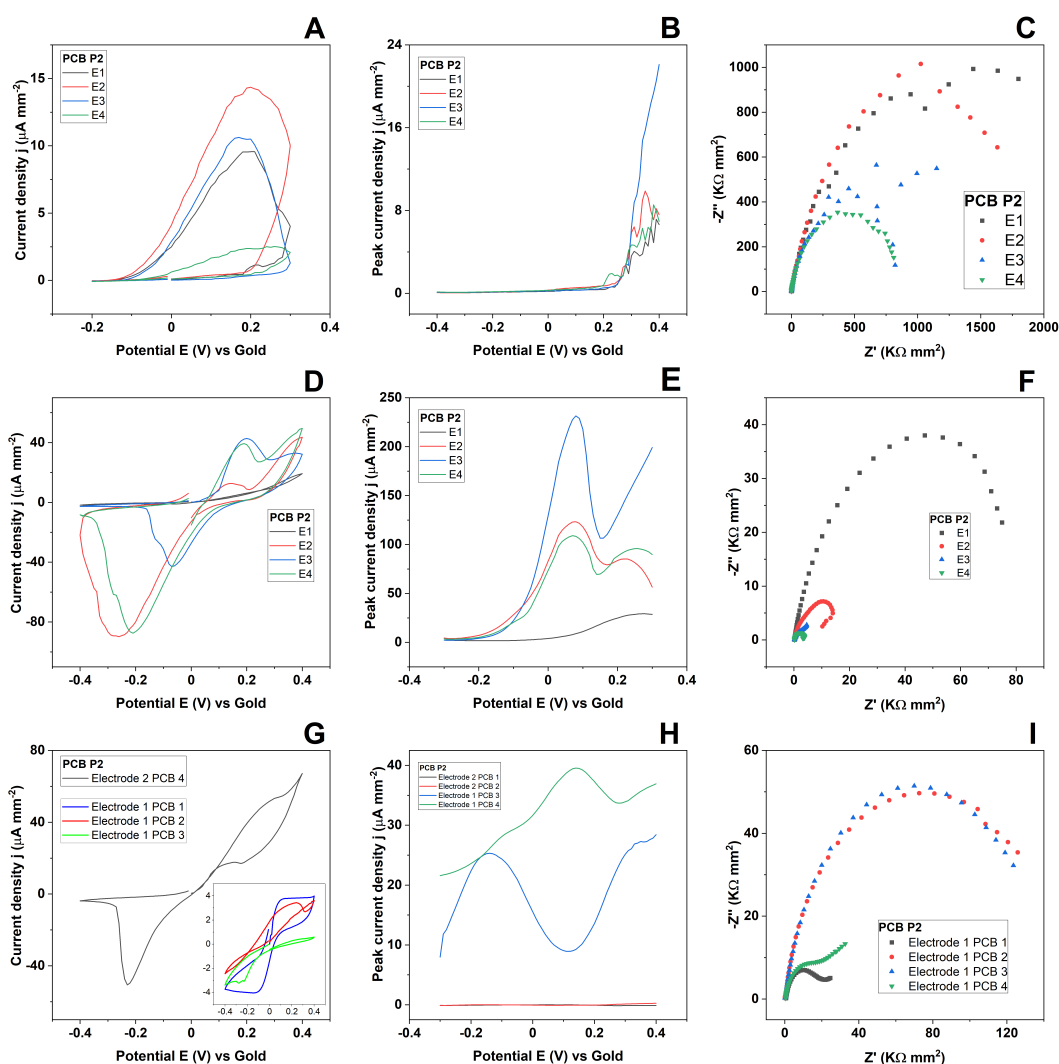 A
Current density j (μA mm⁻²)
15
10
5
0
PCB P2
E1
E2
E3
E4
-0.2
0
0.2
0.4
Potential E (V) vs Gold
B
Peak current density j (μA mm⁻²)
24
16
8
0
PCB P2
E1
E2
E3
E4
-0.4
-0.2
0
0.2
0.4
Potential E (V) vs Gold
C
-Z'' (KΩ mm²)
1000
800
600
400
200
0
PCB P2
E1
E2
E3
E4
0
500
1000
1500
2000
Z' (KΩ mm²)
D
Current density j (μA mm⁻²)
40
0
-40
-80
PCB P2
E1
E2
E3
E4
-0.4
-0.2
0
0.2
0.4
Potential E (V) vs Gold
E
Peak current density j (μA mm⁻²)
250
200
150
100
50
0
PCB P2
E1
E2
E3
E4
-0.4
-0.2
0.0
0.2
0.4
Potential E (V) vs Gold
F
-Z'' (KΩ mm²)
40
30
20
10
0
PCB P2
E1
E2
E3
E4
0
20
40
60
80
Z' (KΩ mm²)
G
Current density j (μA mm⁻²)
80
40
0
-40
PCB P2
Electrode 2 PCB 4
Electrode 1 PCB 1
Electrode 1 PCB 2
Electrode 1 PCB 3
4
2
0
-2
-4
-0.4
-0.2
0
0.2
0.4
-0.4
-0.2
0.0
0.2
0.4
Potential E (V) vs Gold
H
Peak current density j (μA mm⁻²)
40
30
20
10
0
PCB P2
Electrode 2 PCB 1
Electrode 2 PCB 2
Electrode 1 PCB 3
Electrode 1 PCB 4
-0.2
0.0
0.2
0.4
Potential E (V) vs Gold
I
-Z'' (KΩ mm²)
60
40
20
0
PCB P2
Electrode 1 PCB 1
Electrode 1 PCB 2
Electrode 1 PCB 3
Electrode 1 PCB 4
0
40
80
120
Z' (KΩ mm²)